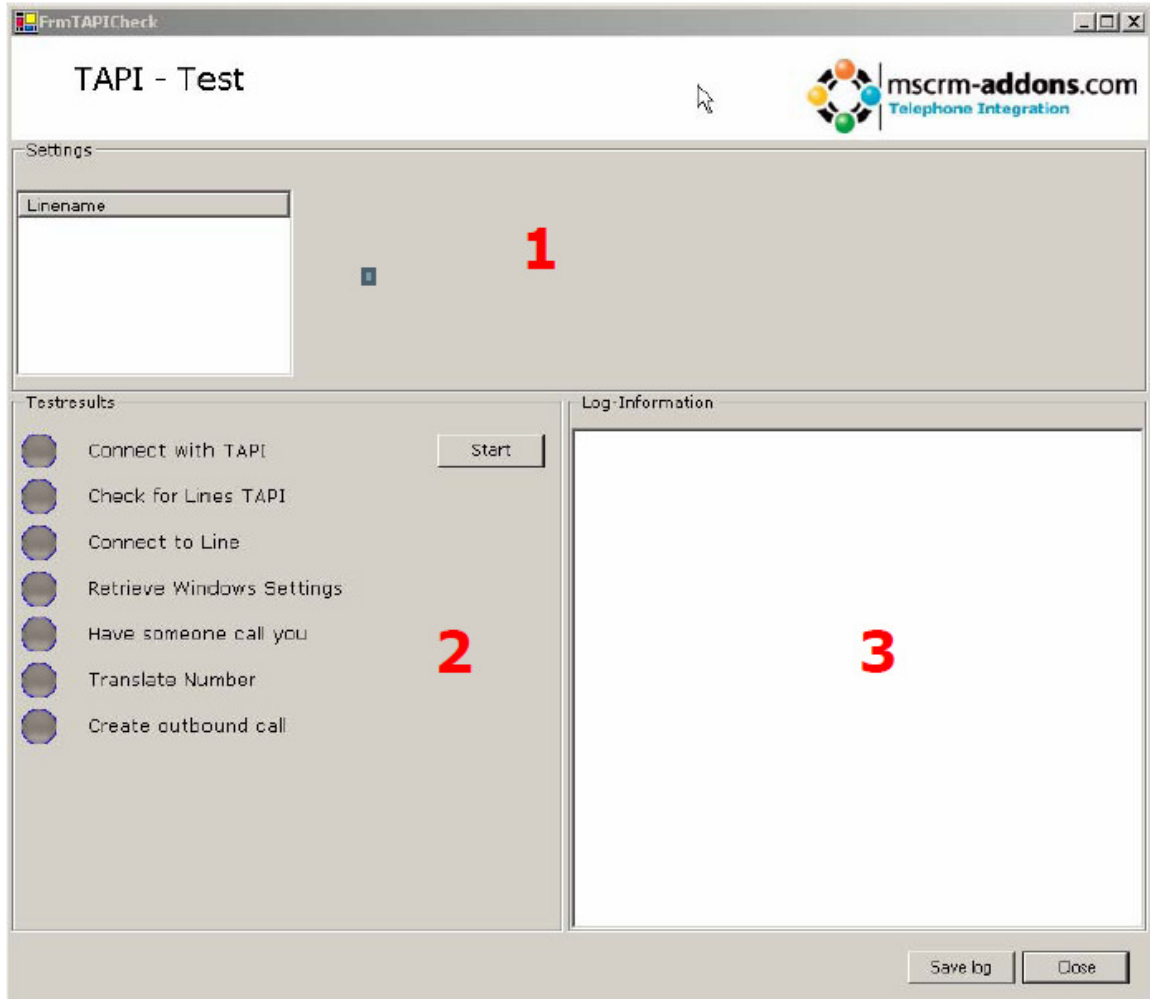 FrmTAPICheck
TAPI - Test
mscrm-addons.com
Telephone Integration
Settings
Linename
1
Testresults
Connect with TAPI
Start
Check for Lines TAPI
Connect to Line
Retrieve Windows Settings
Have someone call you
Translate Number
Create outbound call
2
Log-Information
3
Save log
Close